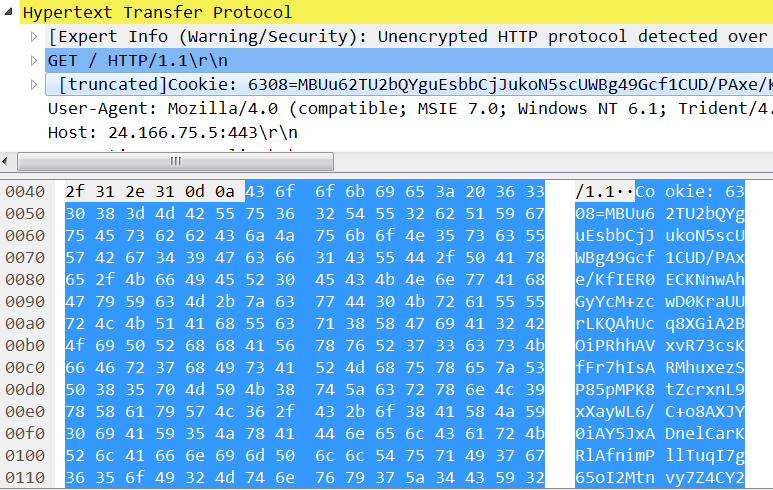 Hypertext Transfer Protocol
[Expert Info (Warning/Security): Unencrypted HTTP protocol detected over
GET / HTTP/1.1\r\n
[truncated]Cookie: 6308=MBUu62TU2bQYguEsbbCjJukoN5scUWBg49Gcf1CUD/PAxe/K
User-Agent: Mozilla/4.0 (compatible; MSIE 7.0; Windows NT 6.1; Trident/4.
Host: 24.166.75.5:443\r\n
0040 2f 31 2e 31 0d 0a 43 6f 6f 6b 69 65 3a 20 36 33 /1.1··Co okie: 63
0050 30 38 3d 4d 42 55 75 36 32 54 55 32 62 51 59 67 08=MBUu6 2TU2bQYg
0060 75 45 73 62 62 43 6a 4a 75 6b 6f 4e 35 73 63 55 uEsbbCjJ ukoN5scU
0070 57 42 67 34 39 47 63 66 31 43 55 44 2f 50 41 78 WBg49Gcf 1CUD/PAx
0080 65 2f 4b 66 49 45 52 30 45 43 4b 4e 6e 77 41 68 e/KfIER0 ECKNnwAh
0090 47 79 59 63 4d 2b 7a 63 77 44 30 4b 72 61 55 55 GyYcM+zc wD0KraUU
00a0 72 4c 4b 51 41 68 55 63 71 38 58 47 69 41 32 42 rLKQAhUc q8XGiA2B
00b0 4f 69 50 52 68 68 41 56 78 76 52 37 33 63 73 4b OiPRhhAV xvR73csK
00c0 66 46 72 37 68 49 73 41 52 4d 68 75 78 65 7a 53 fFr7hIsA RMhuxezS
00d0 50 38 35 70 4d 50 4b 38 74 5a 63 72 78 6e 4c 39 P85pMPK8 tZcrxnL9
00e0 78 58 61 79 57 4c 36 2f 43 2b 6f 38 41 58 4a 59 xXayWL6/ C+o8AXJY
00f0 30 69 41 59 35 4a 78 41 44 6e 65 6c 43 61 72 4b 0iAY5JxA DnelCarK
0100 52 6c 41 66 6e 69 6d 50 6c 6c 54 75 71 49 37 67 RlAfnimP llTuqI7g
0110 36 35 6f 49 32 4d 74 6e 76 79 37 5a 34 43 59 32 65oI2Mtn vy7Z4CY2